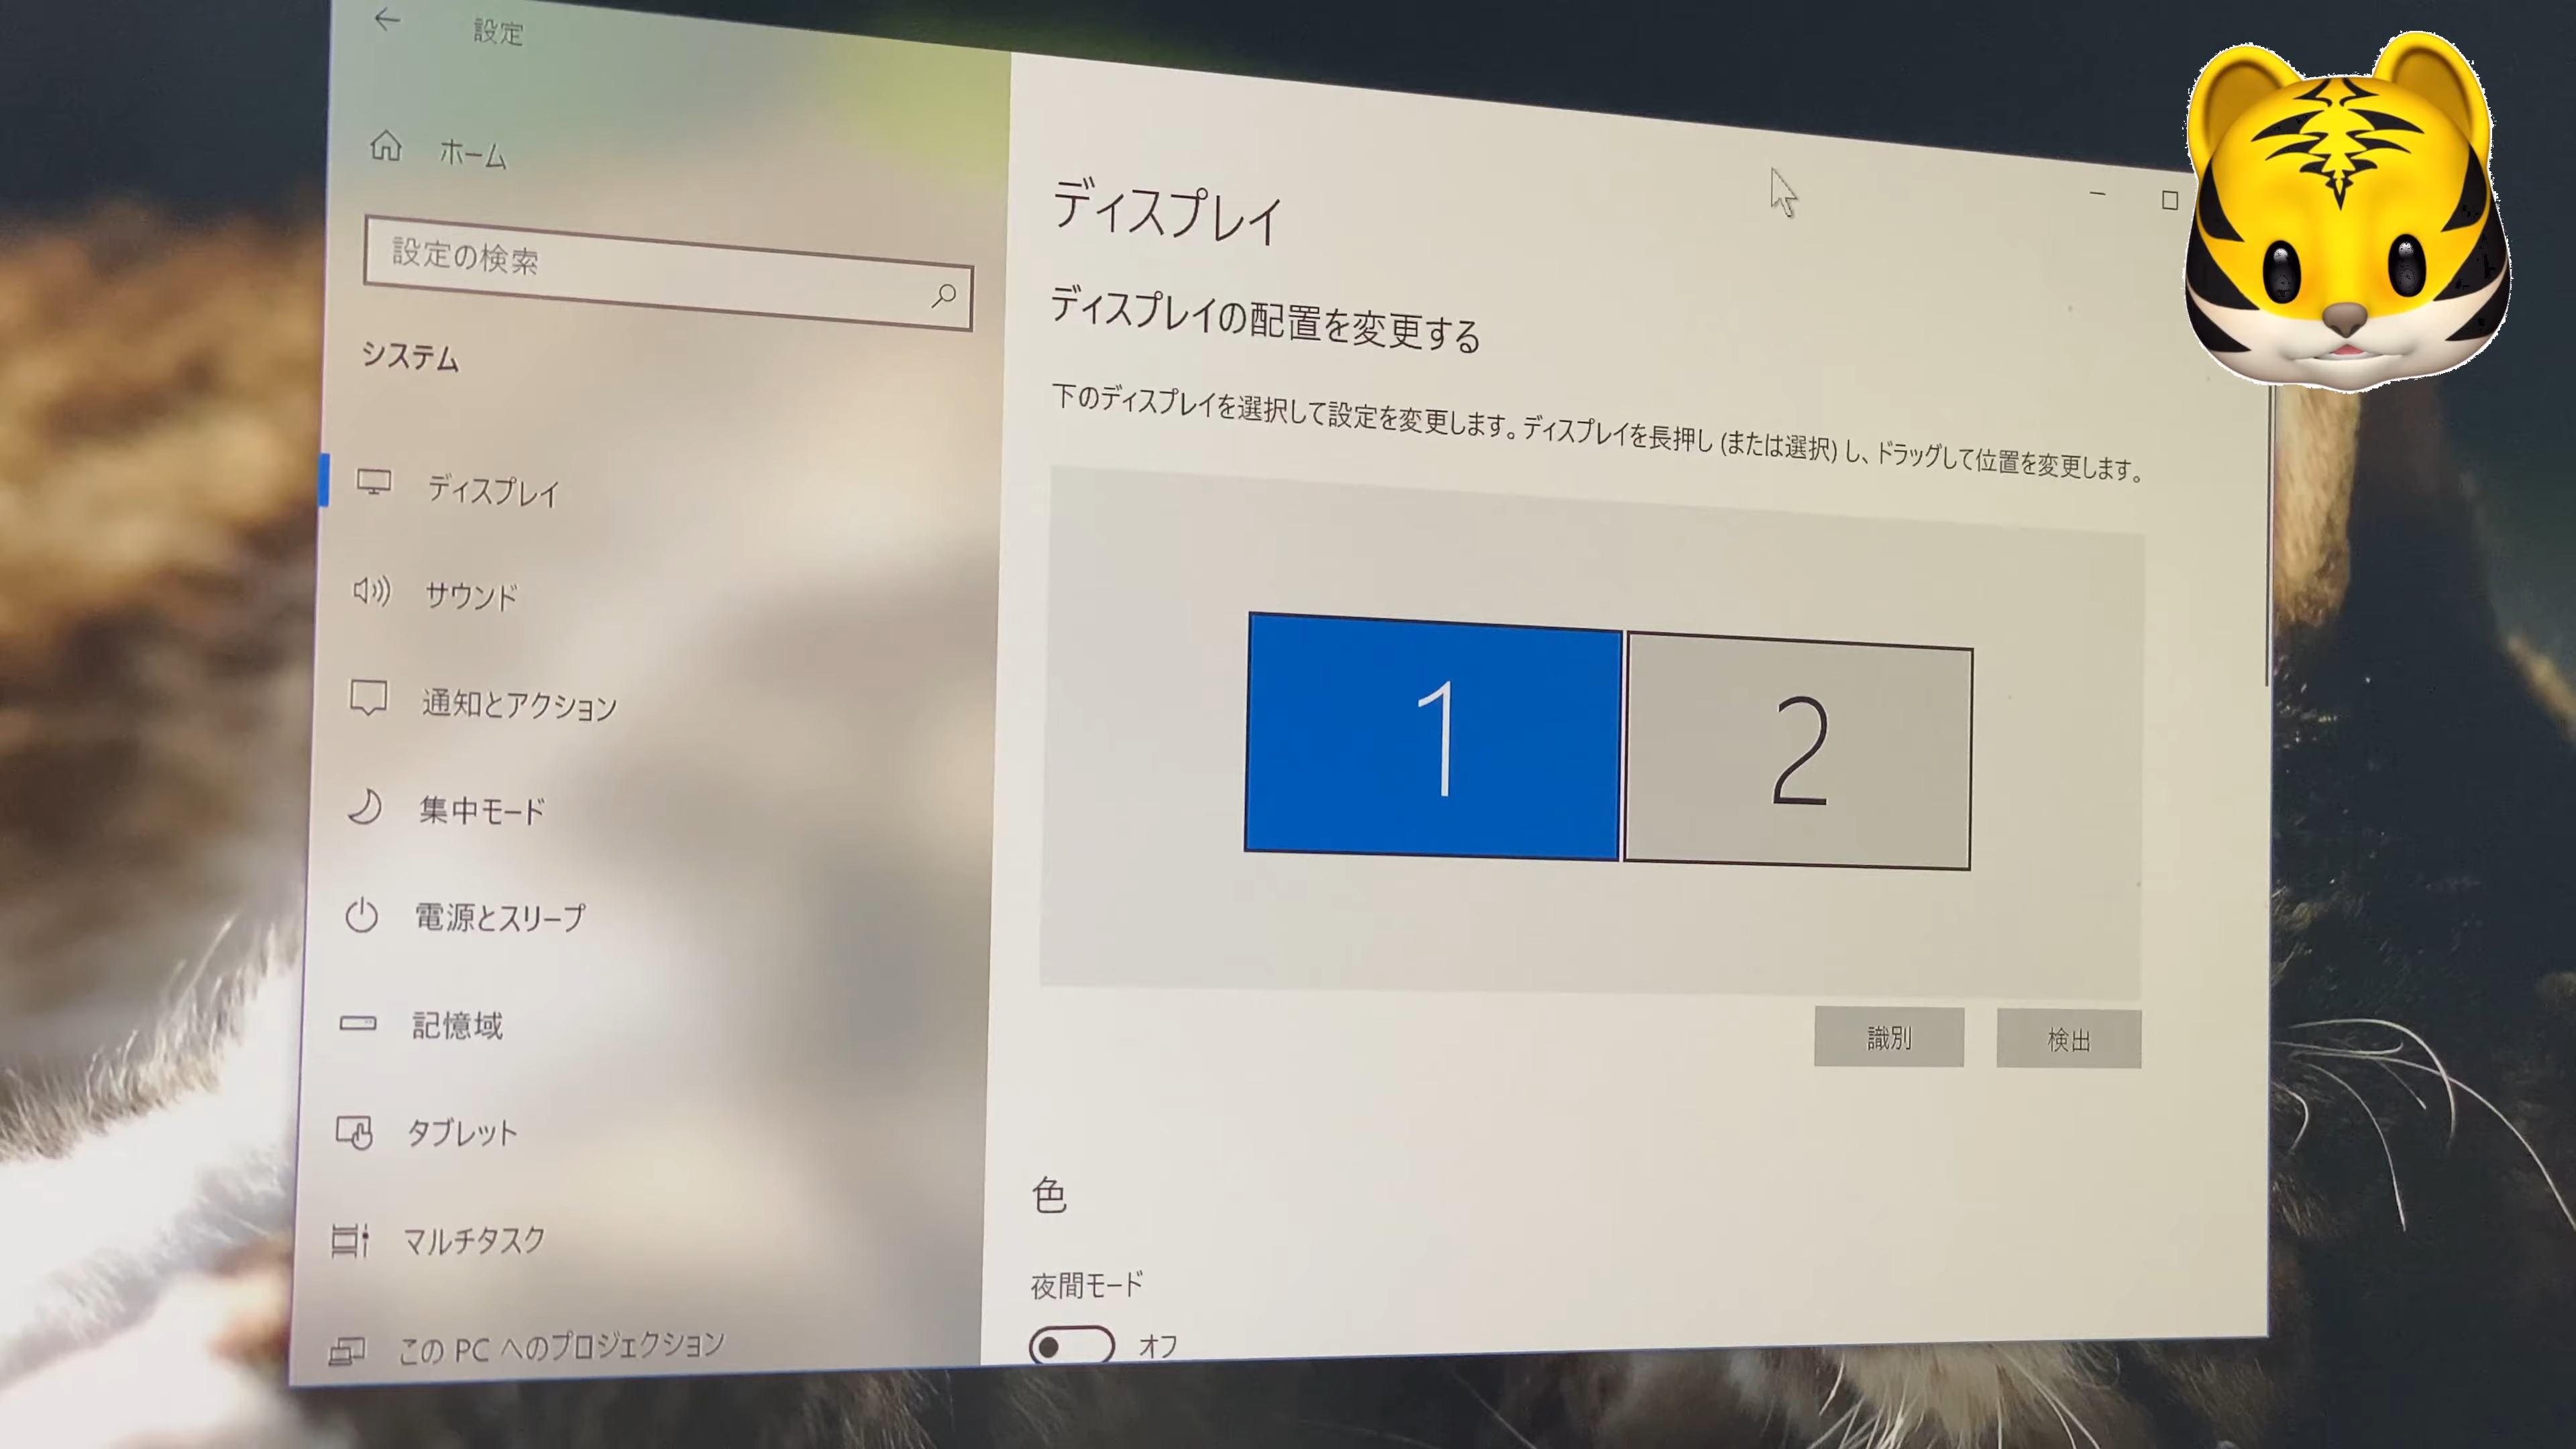 設定
ホーム
設定の検索
システム
ディスプレイ
サウンド
通知とアクション
集中モード
電源とスリープ
記憶域
タブレット
マルチタスク
この PC へのプロジェクション
ディスプレイ
ディスプレイの配置を変更する
下のディスプレイを選択して設定を変更します。ディスプレイを長押し (または選択) し、ドラッグして位置を変更します。
1
2
識別
検出
色
夜間モード
オフ